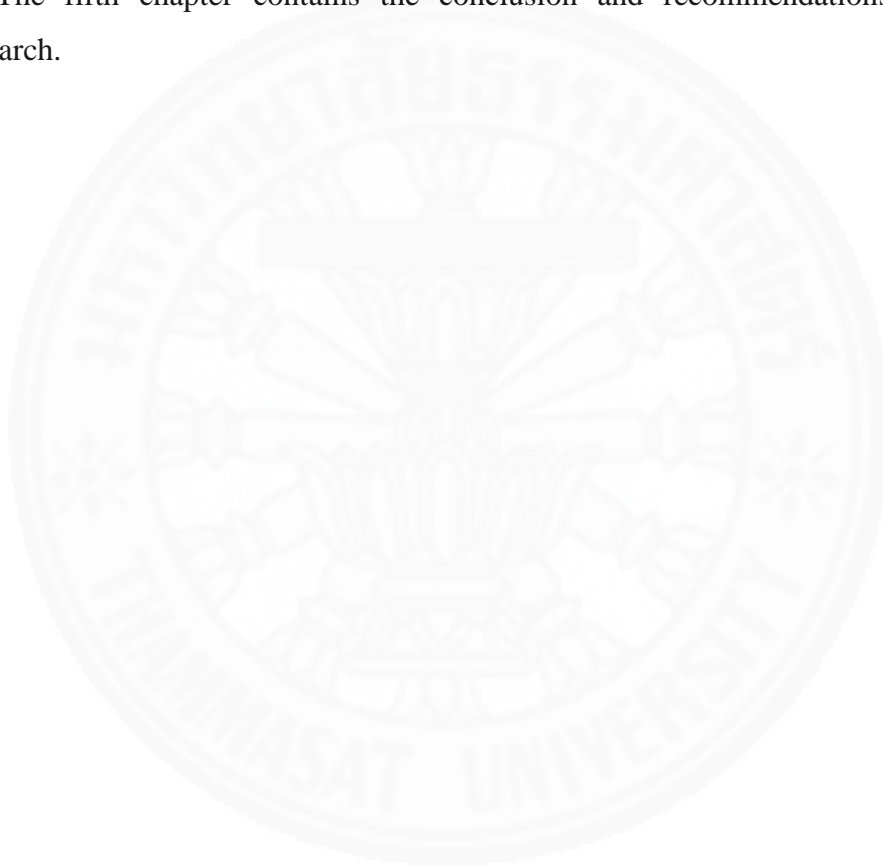 The fifth chapter contains the conclusion and recommendations
arch.
มหาวิทยาลัยธรรมศาสตร์
THAMMASAT UNIVERSITY